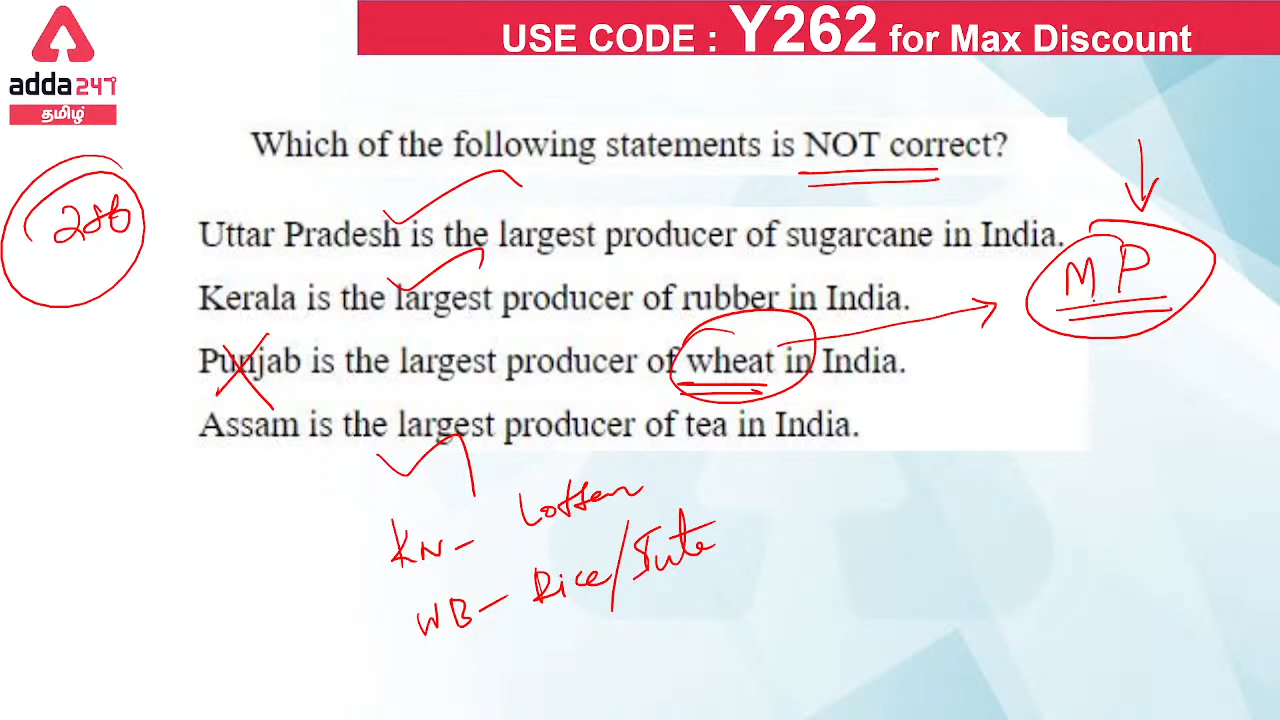 USE CODE : Y262 for Max Discount
adda247
தமிழ்
Which of the following statements is NOT correct?
Uttar Pradesh is the largest producer of sugarcane in India.
Kerala is the largest producer of rubber in India.
MP
Punjab is the largest producer of wheat in India.
Assam is the largest producer of tea in India.
KN-
WB- Rice/Jute